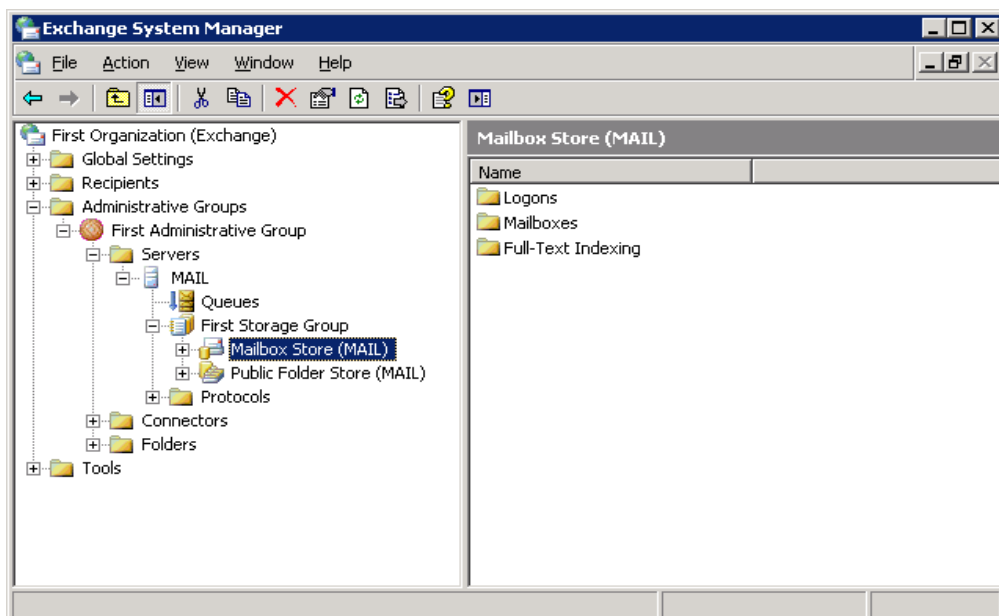 Exchange System Manager
File Action View Window Help
First Organization (Exchange)
Global Settings
Recipients
Administrative Groups
First Administrative Group
Servers
MAIL
Queues
First Storage Group
Mailbox Store (MAIL)
Public Folder Store (MAIL)
Protocols
Connectors
Folders
Tools
Mailbox Store (MAIL)
Name
Logons
Mailboxes
Full-Text Indexing